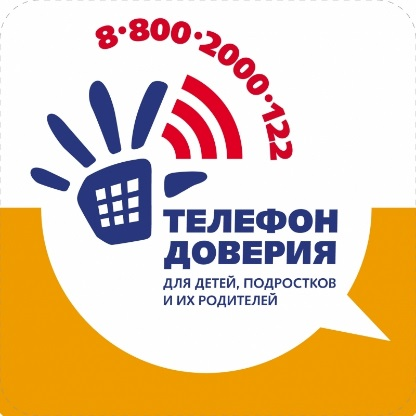 8·800·2000·122
ТЕЛЕФОН
ДОВЕРИЯ
ДЛЯ ДЕТЕЙ, ПОДРОСТКОВ
И ИХ РОДИТЕЛЕЙ